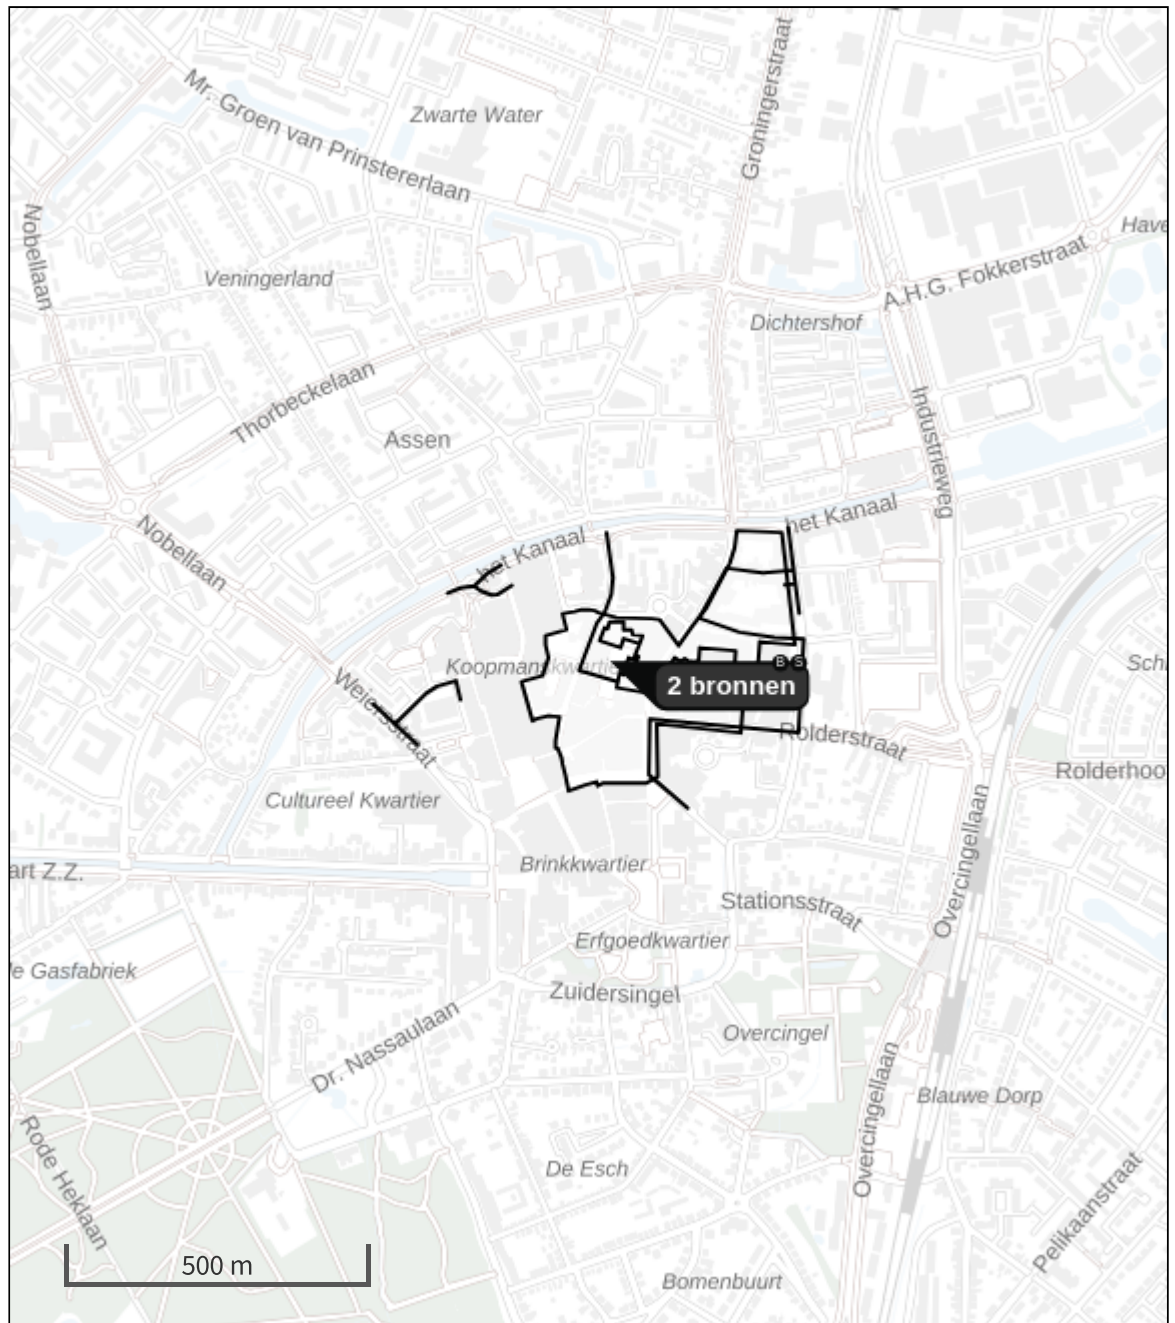 Mr. Groen van Prinstererlaan
Zwarte Water
Groningerstraat
Nobellaan
Have
A.H.G. Fokkerstraat
Veningerland
Dichtershof
Thorbeckelaan
Industrieweg
Assen
het Kanaal
het Kanaal
Nobellaan
Koopmanskwartie
B S
2 bronnen
Sch
Weiersstraat
Rolderstraat
Rolderhoo
Cultureel Kwartier
Overcingellaan
art Z.Z.
Brinkkwartier
Stationsstraat
Erfgoedkwartier
le Gasfabriek
Zuidersingel
Dr. Nassaulaan
Overcingel
Overcingellaan
Blauwe Dorp
Rode Heklaan
De Esch
Pelikaanstraat
500 m
Bomenbuurt